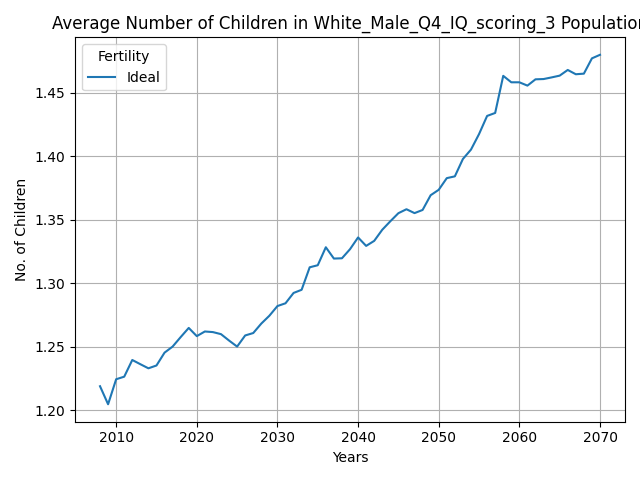 Average Number of Children in White_Male_Q4_IQ_scoring_3 Population
Fertility
Ideal
No. of Children
1.45
1.40
1.35
1.30
1.25
1.20
2010 2020 2030 2040 2050 2060 2070
Years